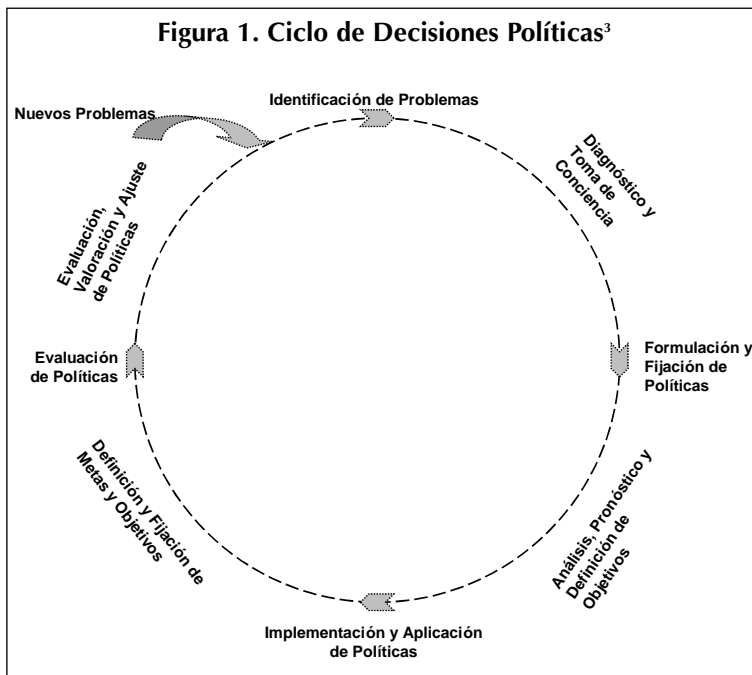 Figura 1. Ciclo de Decisiones Políticas³
Identificación de Problemas
Nuevos Problemas
Diagnóstico y
Toma de
Conciencia
Formulación y
Fijación de
Políticas
Análisis, Pronóstico y
Definición de
Objetivos
Implementación y Aplicación
de Políticas
Definición y Fijación de
Metas y Objetivos
Evaluación
de Políticas
Evaluación,
Valoración y Ajuste
de Políticas